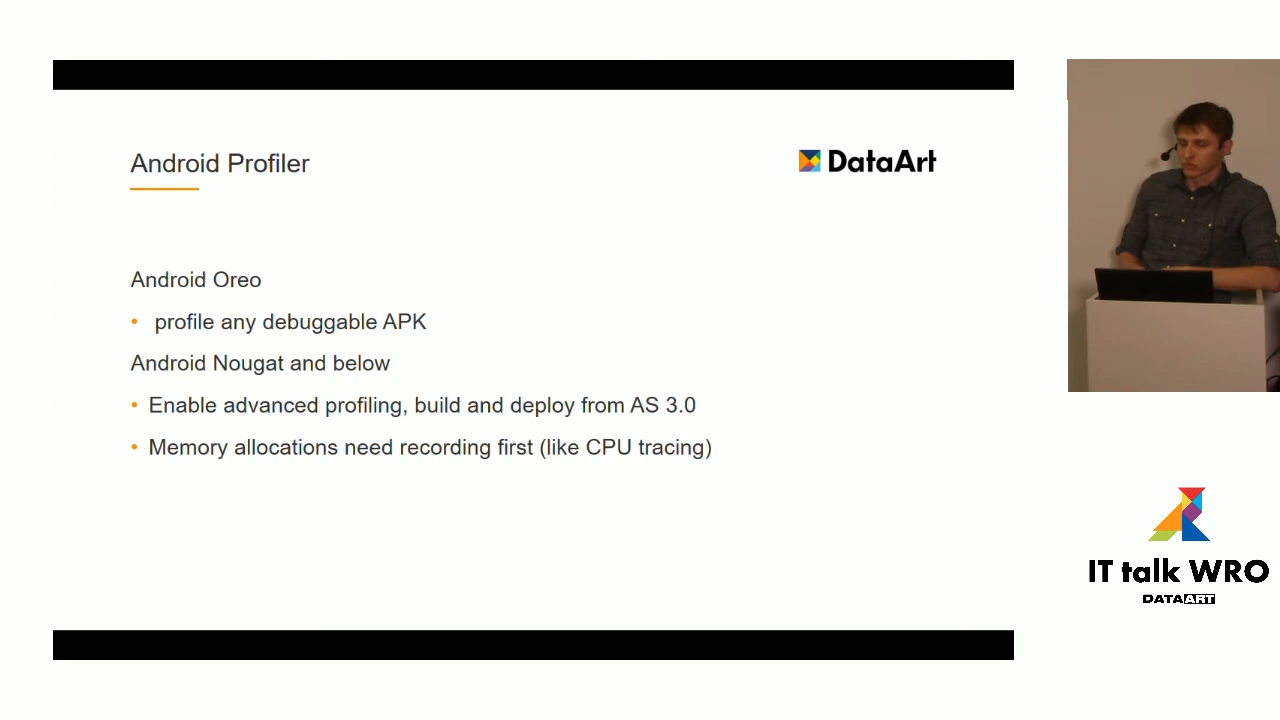 Android Profiler
DataArt
Android Oreo
• profile any debuggable APK
Android Nougat and below
• Enable advanced profiling, build and deploy from AS 3.0
• Memory allocations need recording first (like CPU tracing)
IT talk WRO
DATAART